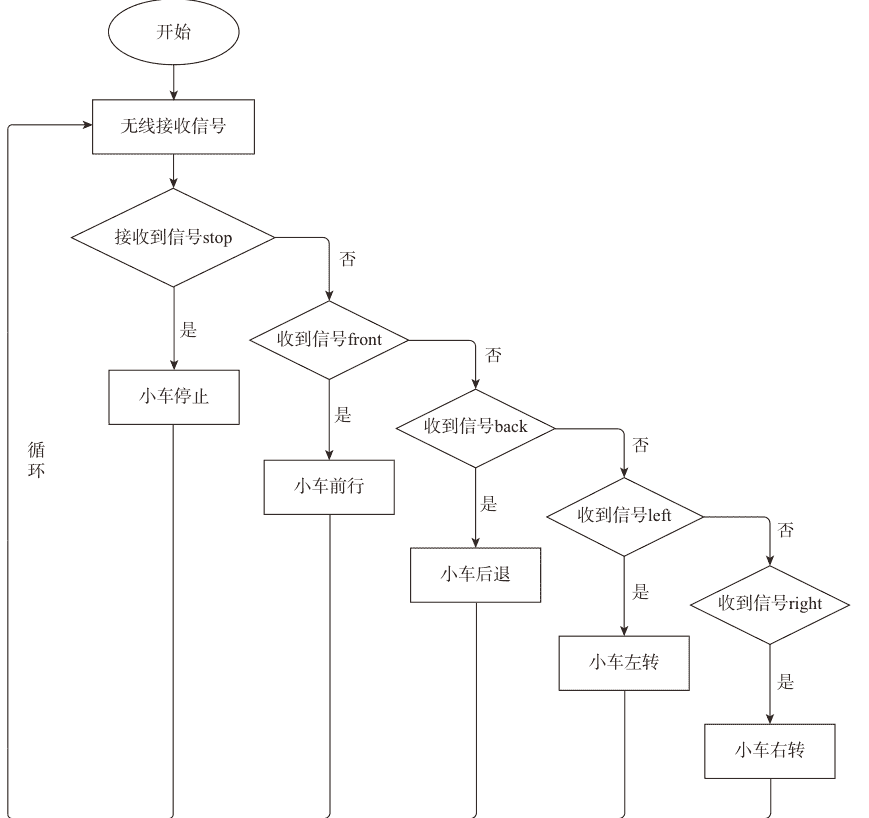 开始
无线接收信号
接收到信号stop
否
是
收到信号front
否
小车停止
是
收到信号back
否
循
环
小车前行
是
收到信号left
否
小车后退
是
收到信号right
小车左转
是
小车右转